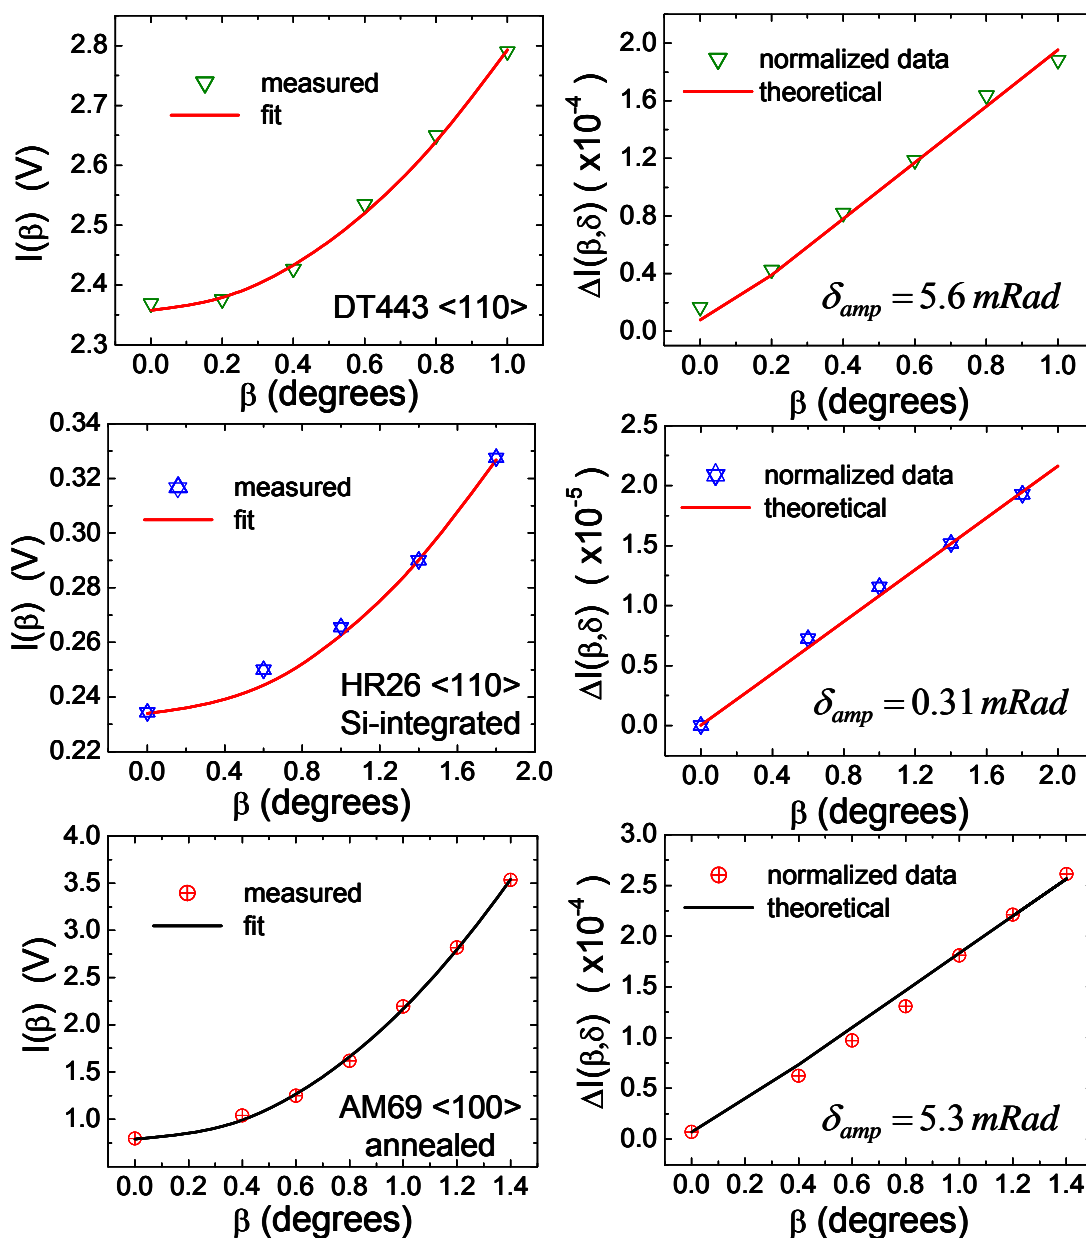 2.8
2.7
2.6
2.5
2.4
2.3
I(β) (V)
measured
fit
DT443 <110>
0.0 0.2 0.4 0.6 0.8 1.0
β (degrees)
2.0
1.6
1.2
0.8
0.4
0.0
ΔI(β,δ) ( x10⁻⁴)
normalized data
theoretical
δamp = 5.6 mRad
0.0 0.2 0.4 0.6 0.8 1.0
β (degrees)
0.34
0.32
0.30
0.28
0.26
0.24
0.22
I(β) (V)
measured
fit
HR26 <110>
Si-integrated
0.0 0.4 0.8 1.2 1.6 2.0
β (degrees)
2.5
2.0
1.5
1.0
0.5
0.0
ΔI(β,δ) ( x10⁻⁵)
normalized data
theoretical
δamp = 0.31 mRad
0.0 0.4 0.8 1.2 1.6 2.0
β (degrees)
4.0
3.5
3.0
2.5
2.0
1.5
1.0
I(β) (V)
measured
fit
AM69 <100>
annealed
0.0 0.2 0.4 0.6 0.8 1.0 1.2 1.4
β (degrees)
3.0
2.5
2.0
1.5
1.0
0.5
0.0
ΔI(β,δ) ( x10⁻⁴)
normalized data
theoretical
δamp = 5.3 mRad
0.0 0.2 0.4 0.6 0.8 1.0 1.2 1.4
β (degrees)